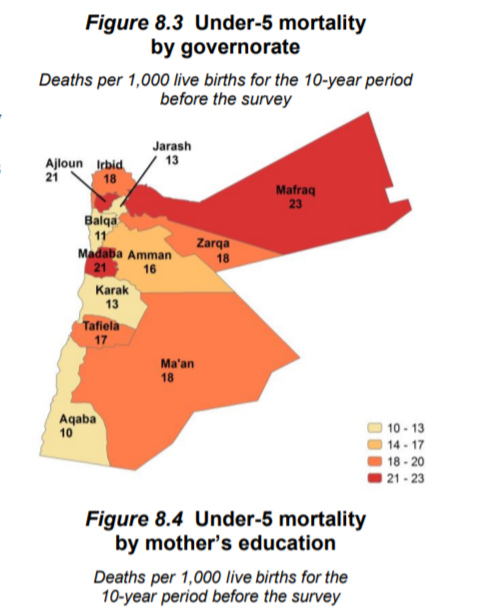 Figure 8.3 Under-5 mortality
by governorate
Deaths per 1,000 live births for the 10-year period
before the survey
Jarash
13
Ajloun
21
Irbid
18
Mafraq
23
Balqa
11
Zarqa
18
Madaba
21
Amman
16
Karak
13
Tafiela
17
Ma'an
18
Aqaba
10
10 - 13
14 - 17
18 - 20
21 - 23
Figure 8.4 Under-5 mortality
by mother's education
Deaths per 1,000 live births for the
10-year period before the survey